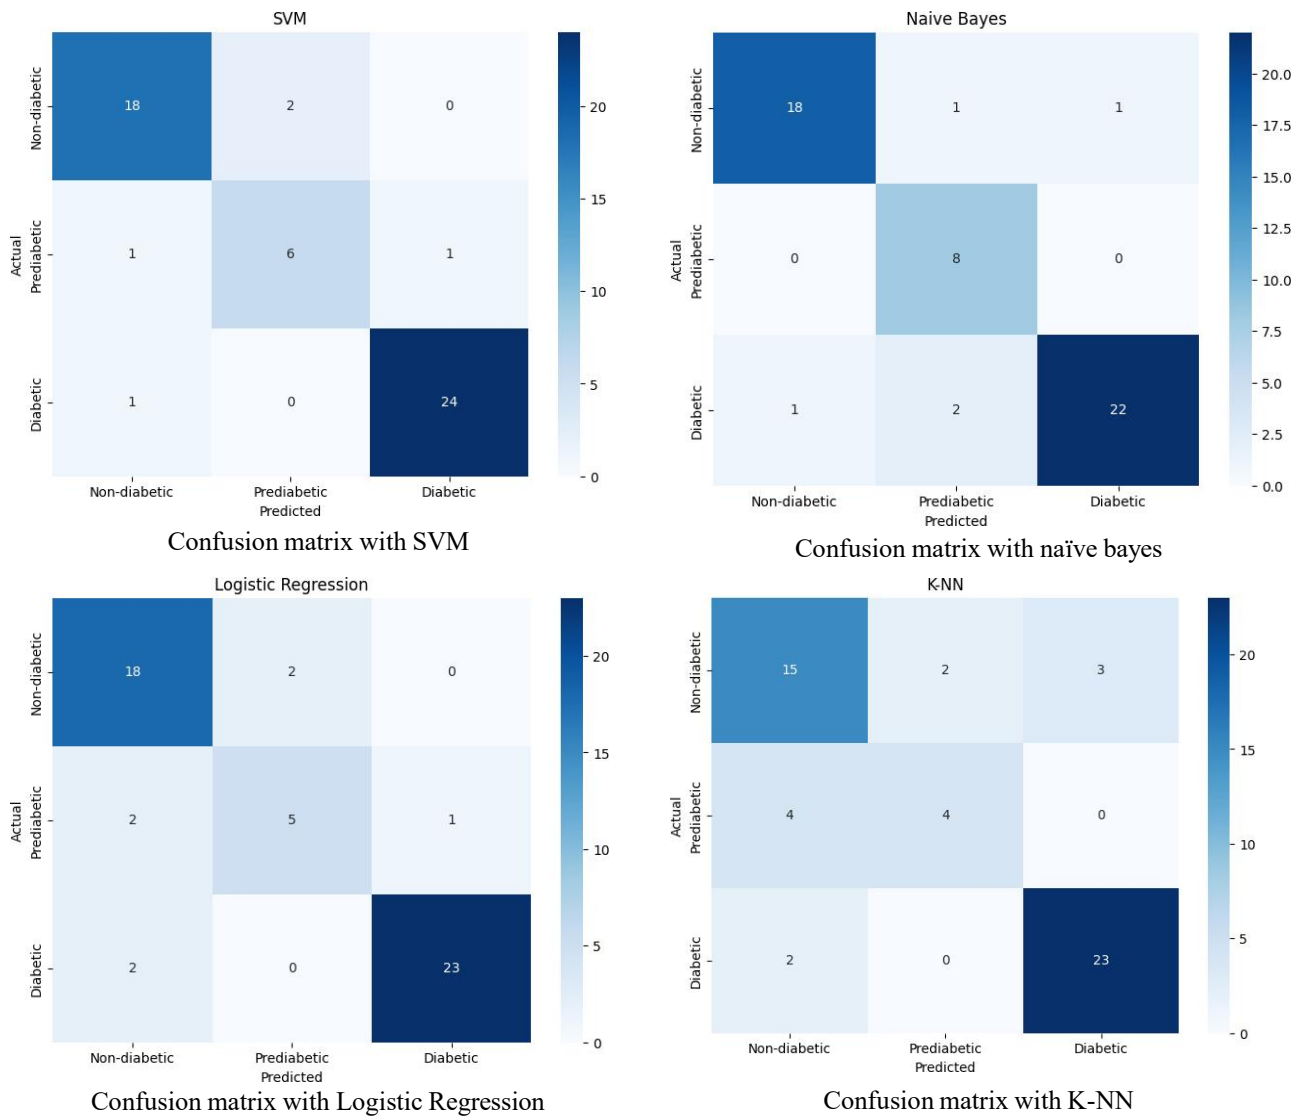 SVM
Non-diabetic
18
2
0
20
15
Actual
Prediabetic
1
6
1
10
Diabetic
1
0
24
5
0
Non-diabetic
Prediabetic
Diabetic
Predicted
Confusion matrix with SVM
Naive Bayes
Non-diabetic
18
1
1
20.0
17.5
15.0
Actual
Prediabetic
0
8
0
12.5
10.0
7.5
Diabetic
1
2
22
5.0
2.5
0.0
Non-diabetic
Prediabetic
Diabetic
Predicted
Confusion matrix with naïve bayes
Logistic Regression
Non-diabetic
18
2
0
20
15
Actual
Prediabetic
2
5
1
10
Diabetic
2
0
23
5
0
Non-diabetic
Prediabetic
Diabetic
Predicted
Confusion matrix with Logistic Regression
K-NN
Non-diabetic
15
2
3
20
15
Actual
Prediabetic
4
4
0
10
Diabetic
2
0
23
5
0
Non-diabetic
Prediabetic
Diabetic
Predicted
Confusion matrix with K-NN